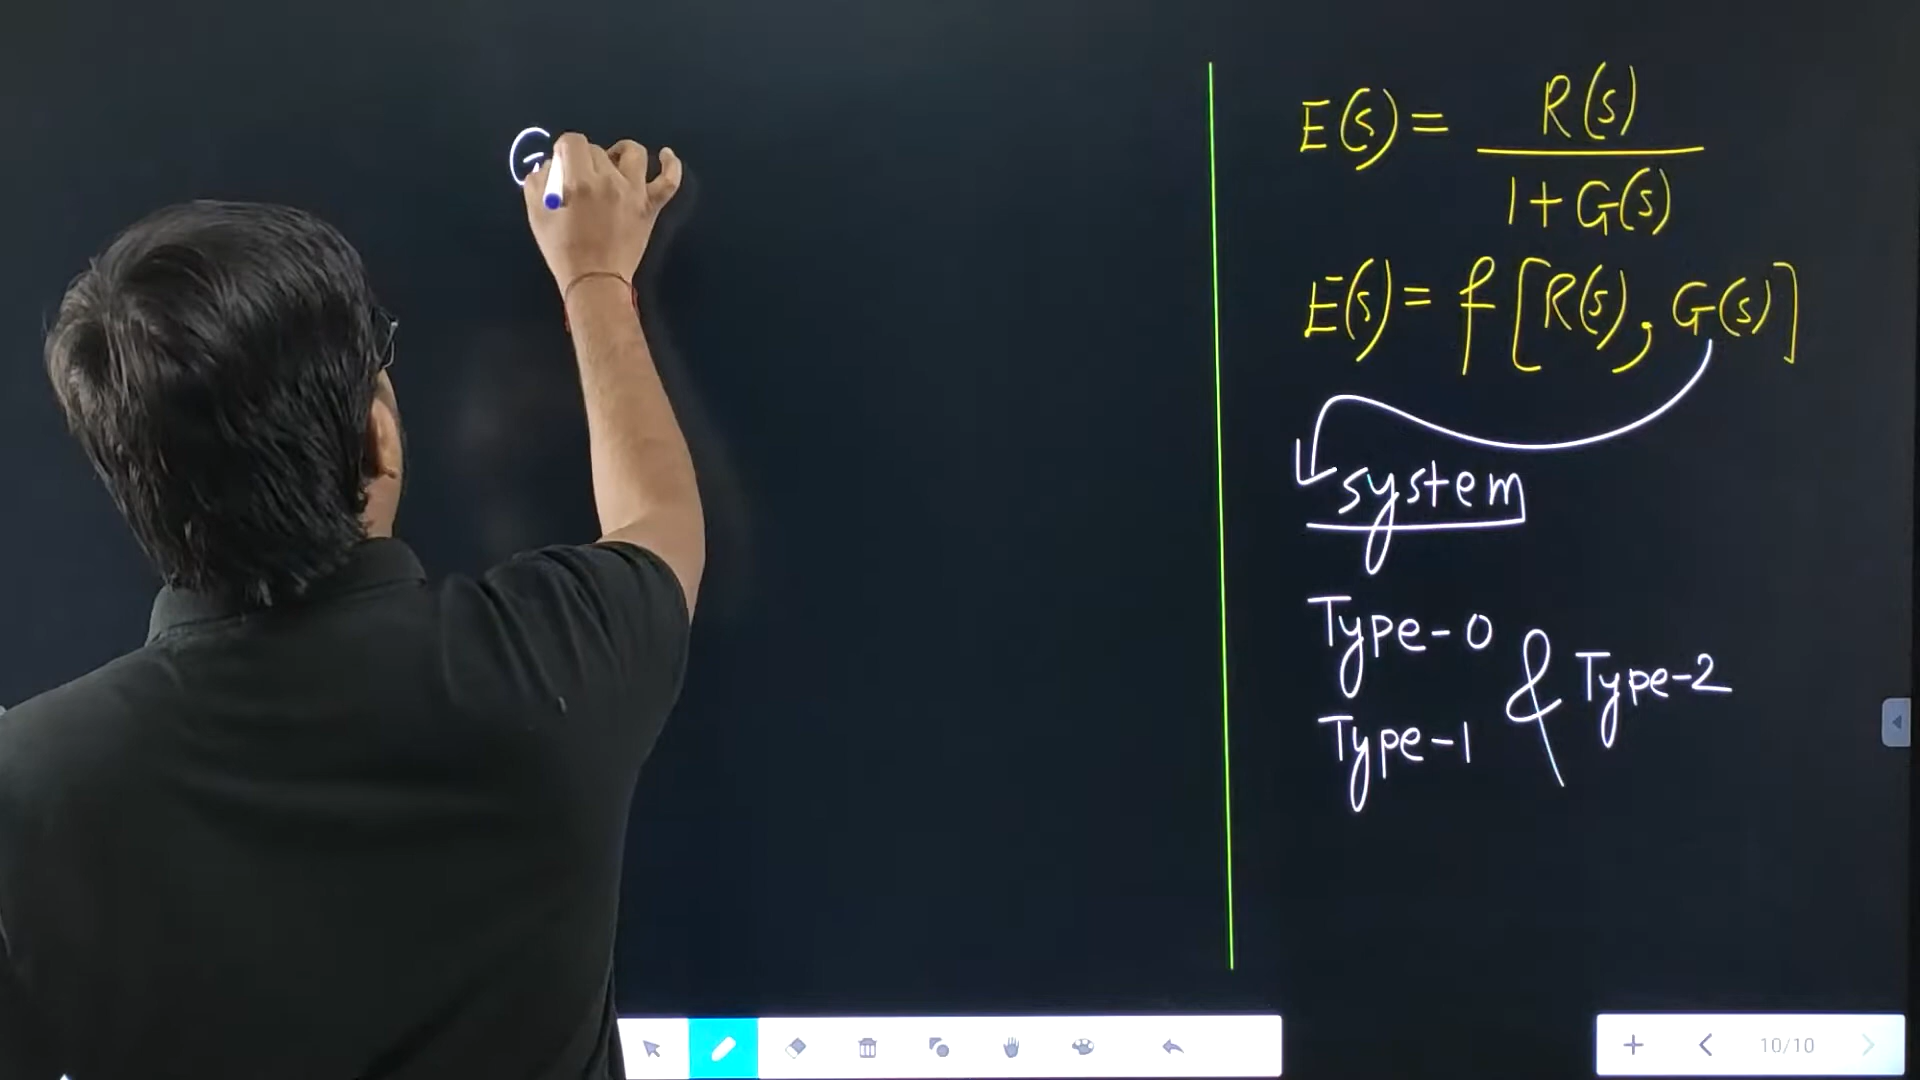 G
E(s) = R(s) / 1 + G(s)
E(s) = f [R(s), G(s)]
system
Type-0
& Type-2
Type-1
10/10